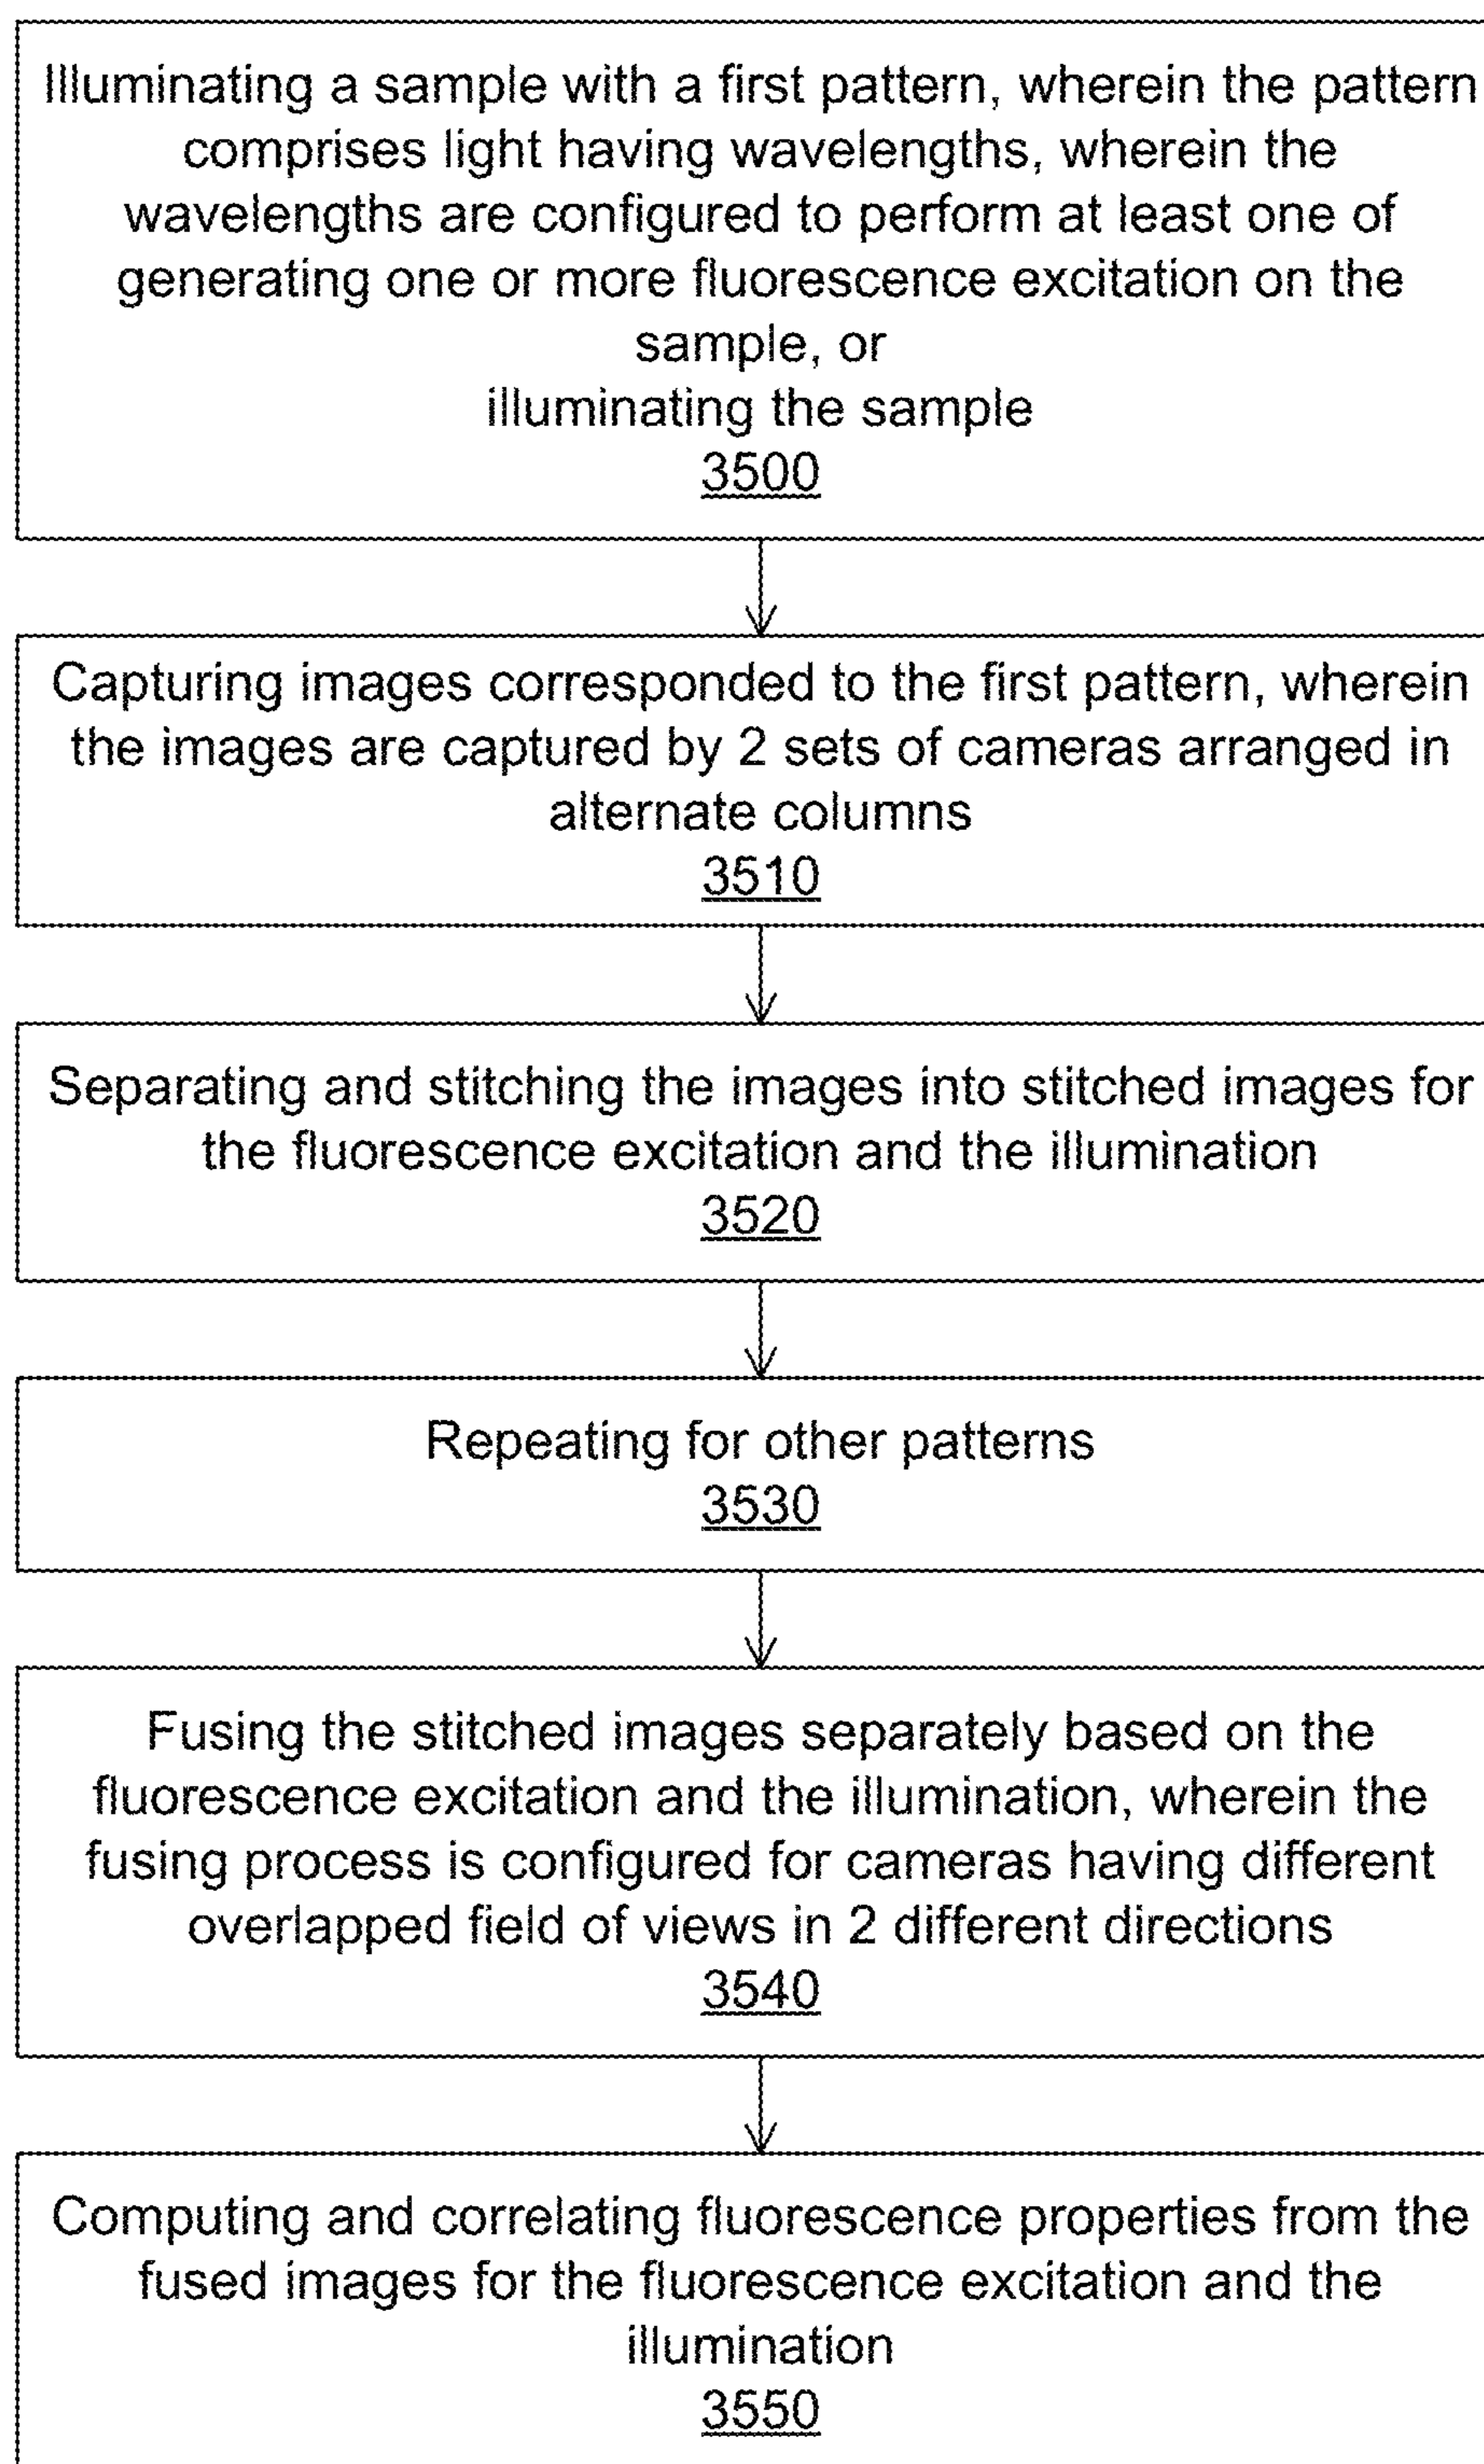 Illuminating a sample with a first pattern, wherein the pattern
comprises light having wavelengths, wherein the
wavelengths are configured to perform at least one of
generating one or more fluorescence excitation on the
sample, or
illuminating the sample
3500
Capturing images corresponded to the first pattern, wherein
the images are captured by 2 sets of cameras arranged in
alternate columns
3510
Separating and stitching the images into stitched images for
the fluorescence excitation and the illumination
3520
Repeating for other patterns
3530
Fusing the stitched images separately based on the
fluorescence excitation and the illumination, wherein the
fusing process is configured for cameras having different
overlapped field of views in 2 different directions
3540
Computing and correlating fluorescence properties from the
fused images for the fluorescence excitation and the
illumination
3550